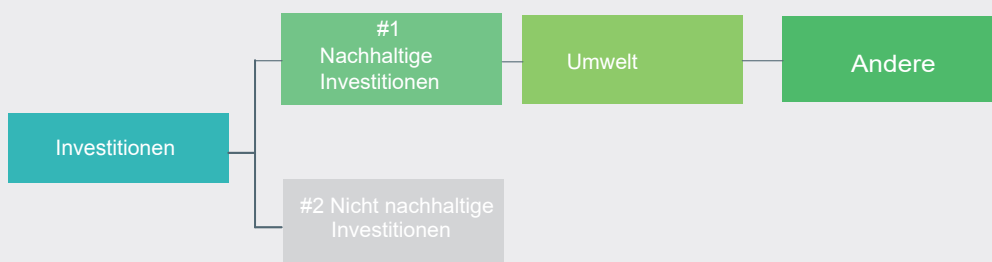 #1
Nachhaltige
Investitionen
Umwelt
Andere
Investitionen
#2 Nicht nachhaltige
Investitionen